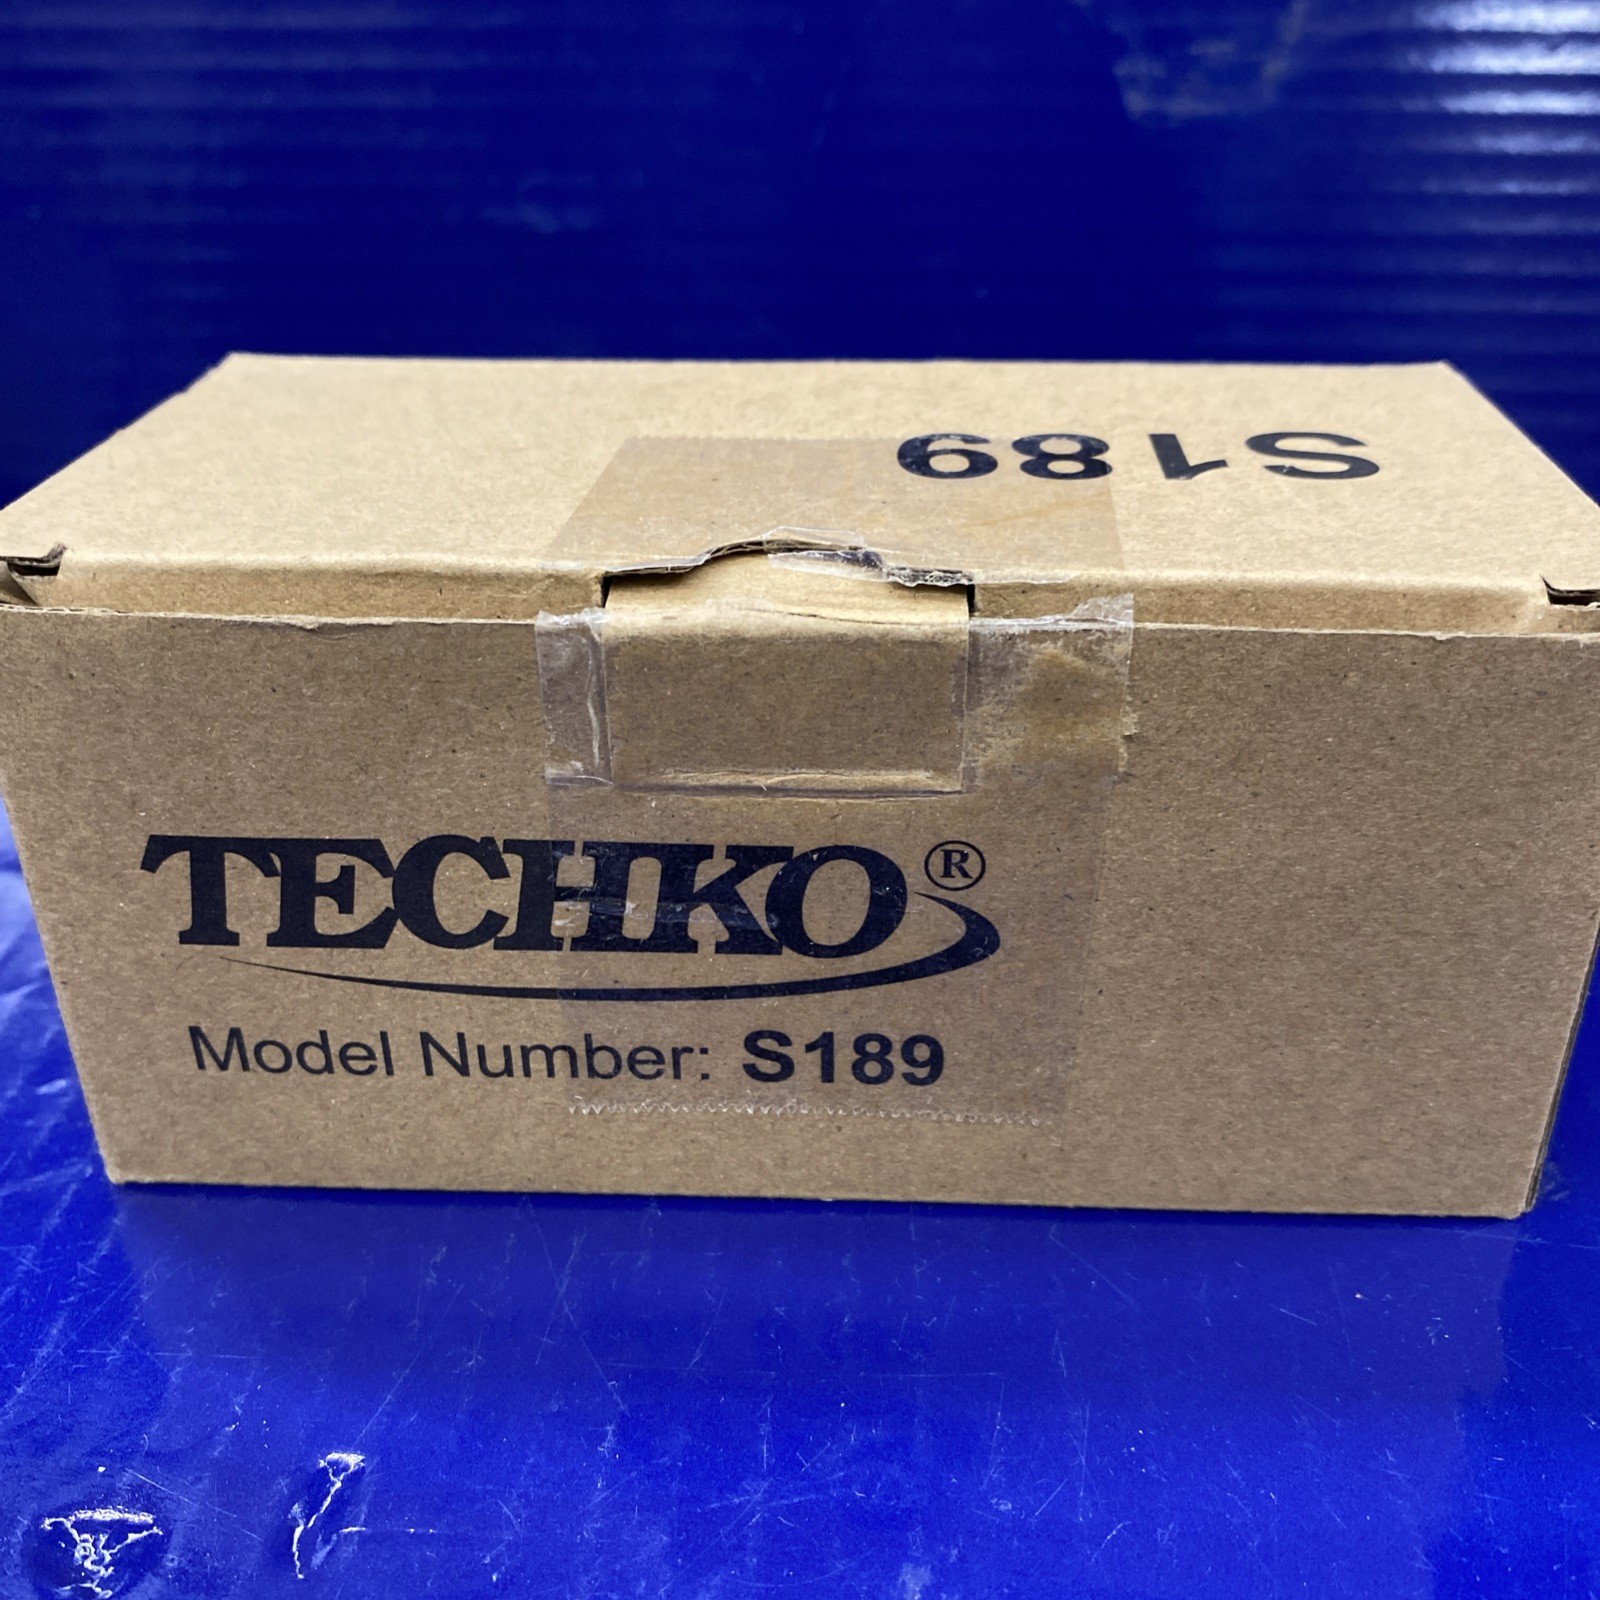 S189
TECHKO®
Model Number: S189